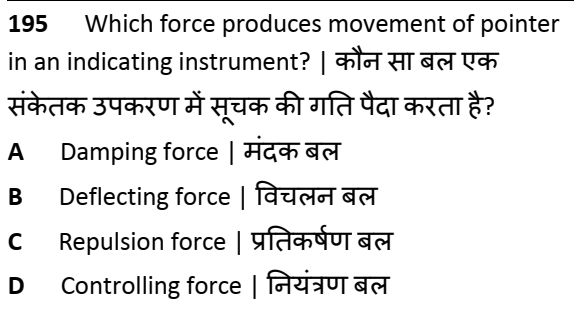 195 Which force produces movement of pointer
in an indicating instrument? | कौन सा बल एक
संकेतक उपकरण में सूचक की गति पैदा करता है?
A Damping force | मंदक बल
B Deflecting force | विचलन बल
C Repulsion force | प्रतिकर्षण बल
D Controlling force | नियंत्रण बल